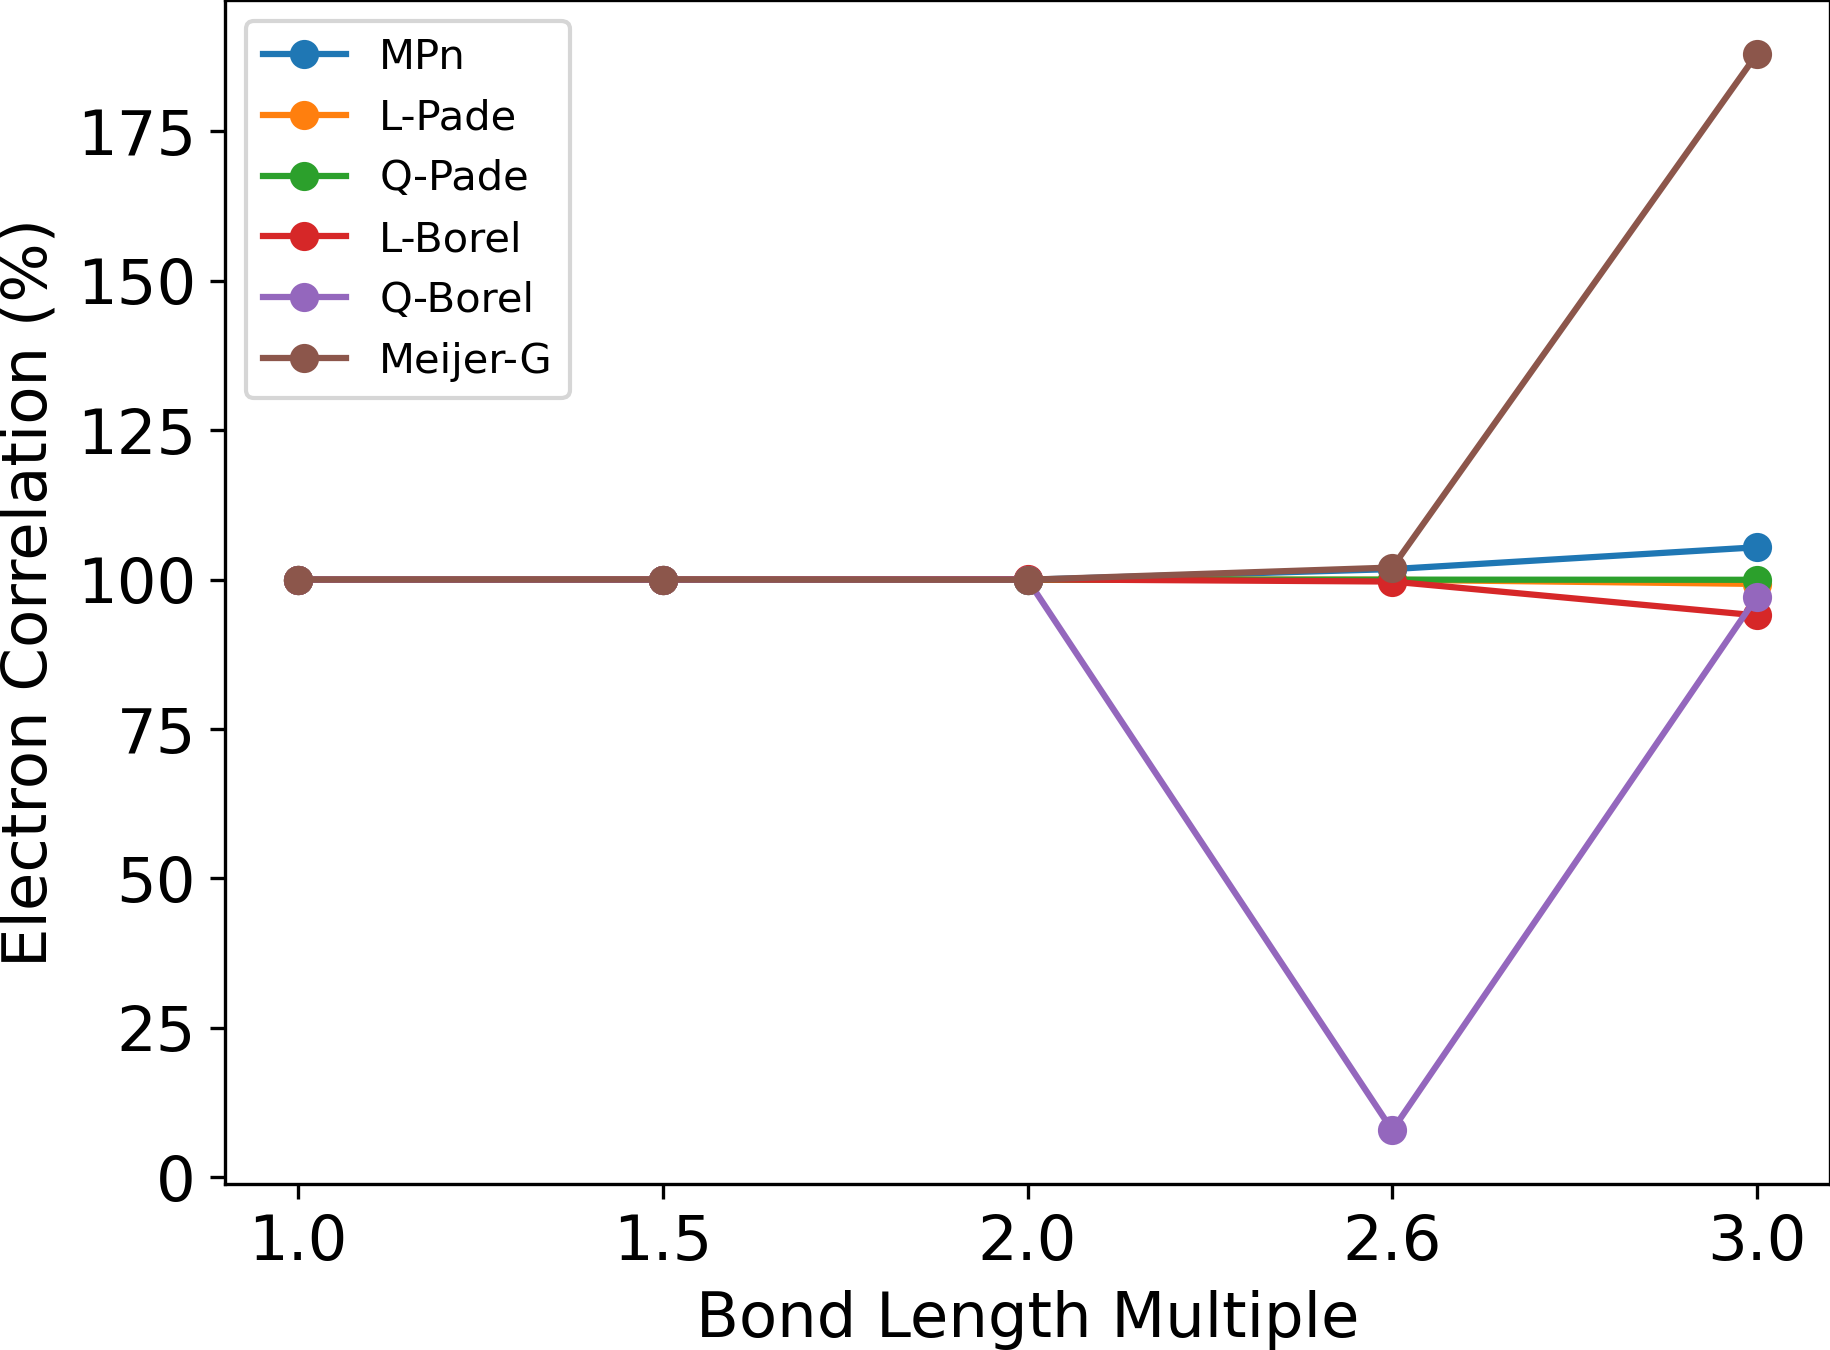 MPn
L-Pade
Q-Pade
L-Borel
Q-Borel
Meijer-G
Electron Correlation (%)
175
150
125
100
75
50
25
0
1.0 1.5 2.0 2.6 3.0
Bond Length Multiple